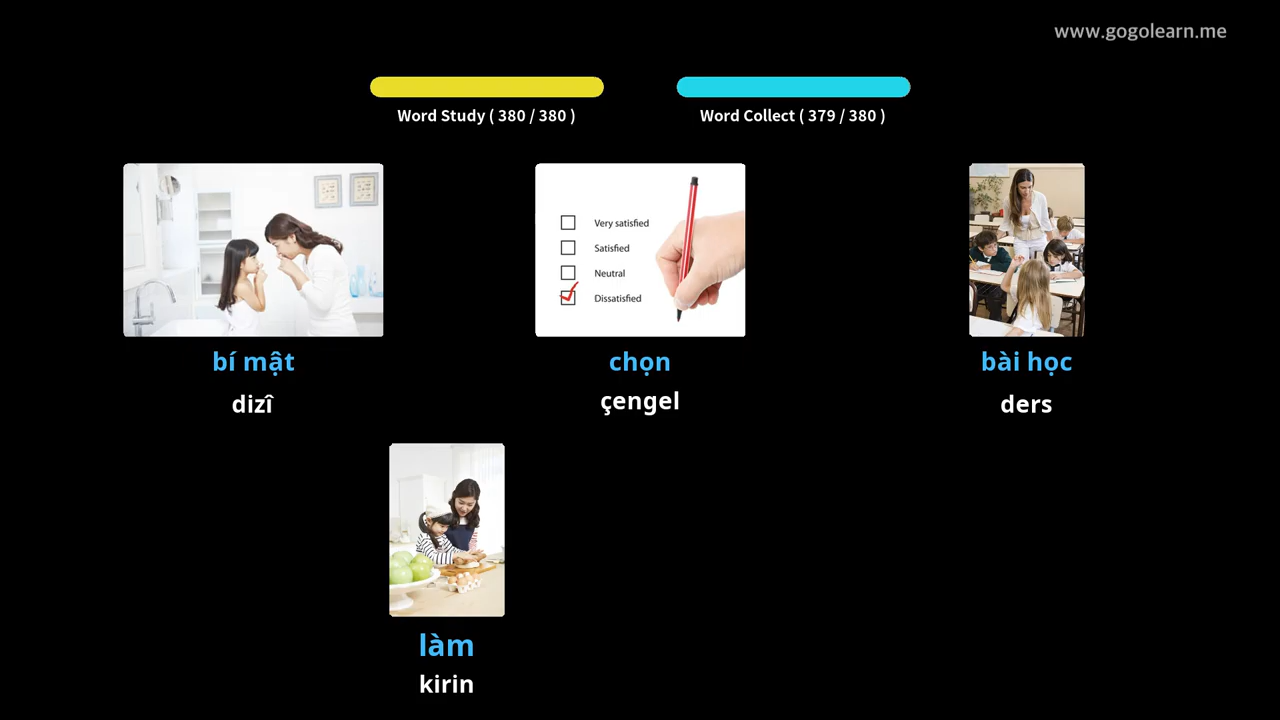 www.gogolearn.me
Word Study ( 380 / 380 )
Word Collect ( 379 / 380 )
Very satisfied
Satisfied
Neutral
Dissatisfied
bí mật
chọn
bài học
dizî
çengel
ders
làm
kirin